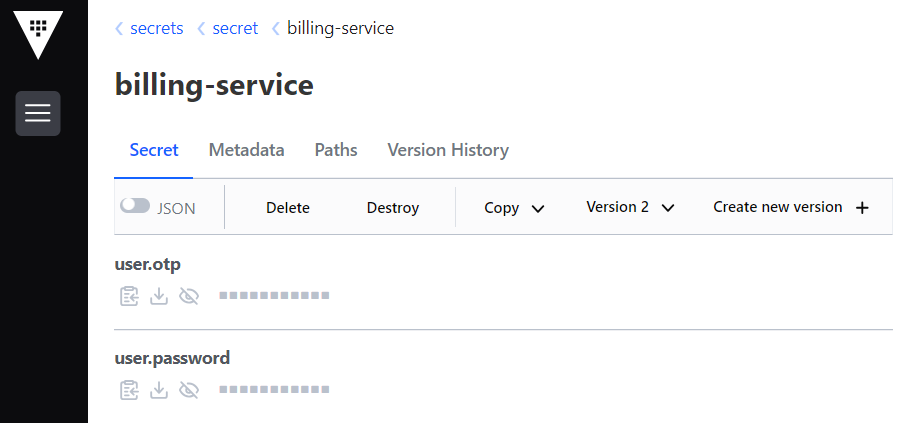 secrets secret billing-service
billing-service
Secret Metadata Paths Version History
JSON Delete Destroy Copy Version 2 Create new version +
user.otp
user.password